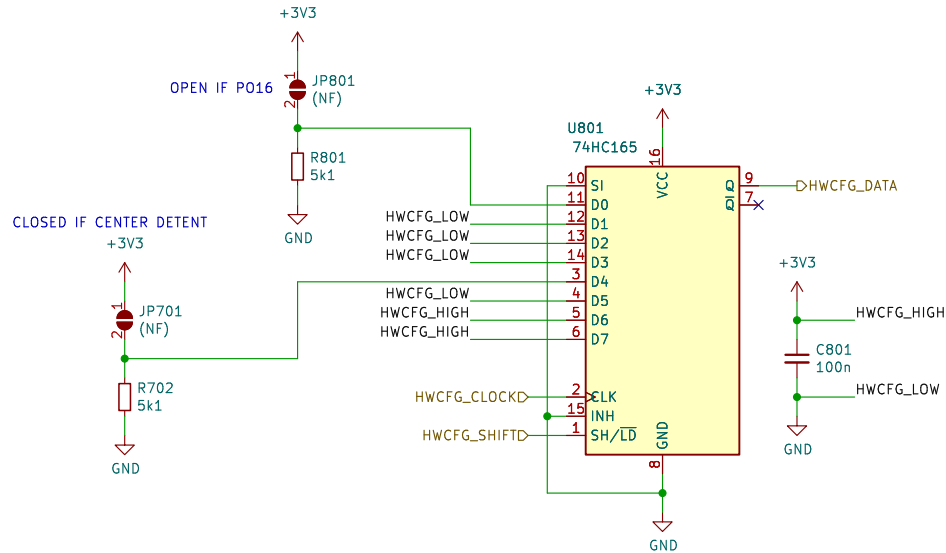 +3V3
1
JP801
OPEN IF PO16
2
(NF)
+3V3
U801
74HC165
R801
5k1
16
VCC
10
SI
Q
9
HWCFG_DATA
11
D0
Q
7
HWCFG_LOW
12
D1
CLOSED IF CENTER DETENT
GND
HWCFG_LOW
13
D2
+3V3
HWCFG_LOW
14
D3
+3V3
3
D4
HWCFG_LOW
4
D5
1
JP701
HWCFG_HIGH
5
D6
HWCFG_HIGH
2
(NF)
HWCFG_HIGH
6
D7
C801
100n
R702
5k1
HWCFG_CLOCK
2
CLK
HWCFG_LOW
15
INH
HWCFG_SHIFT
1
SH/LD
GND
GND
GND
8
GND